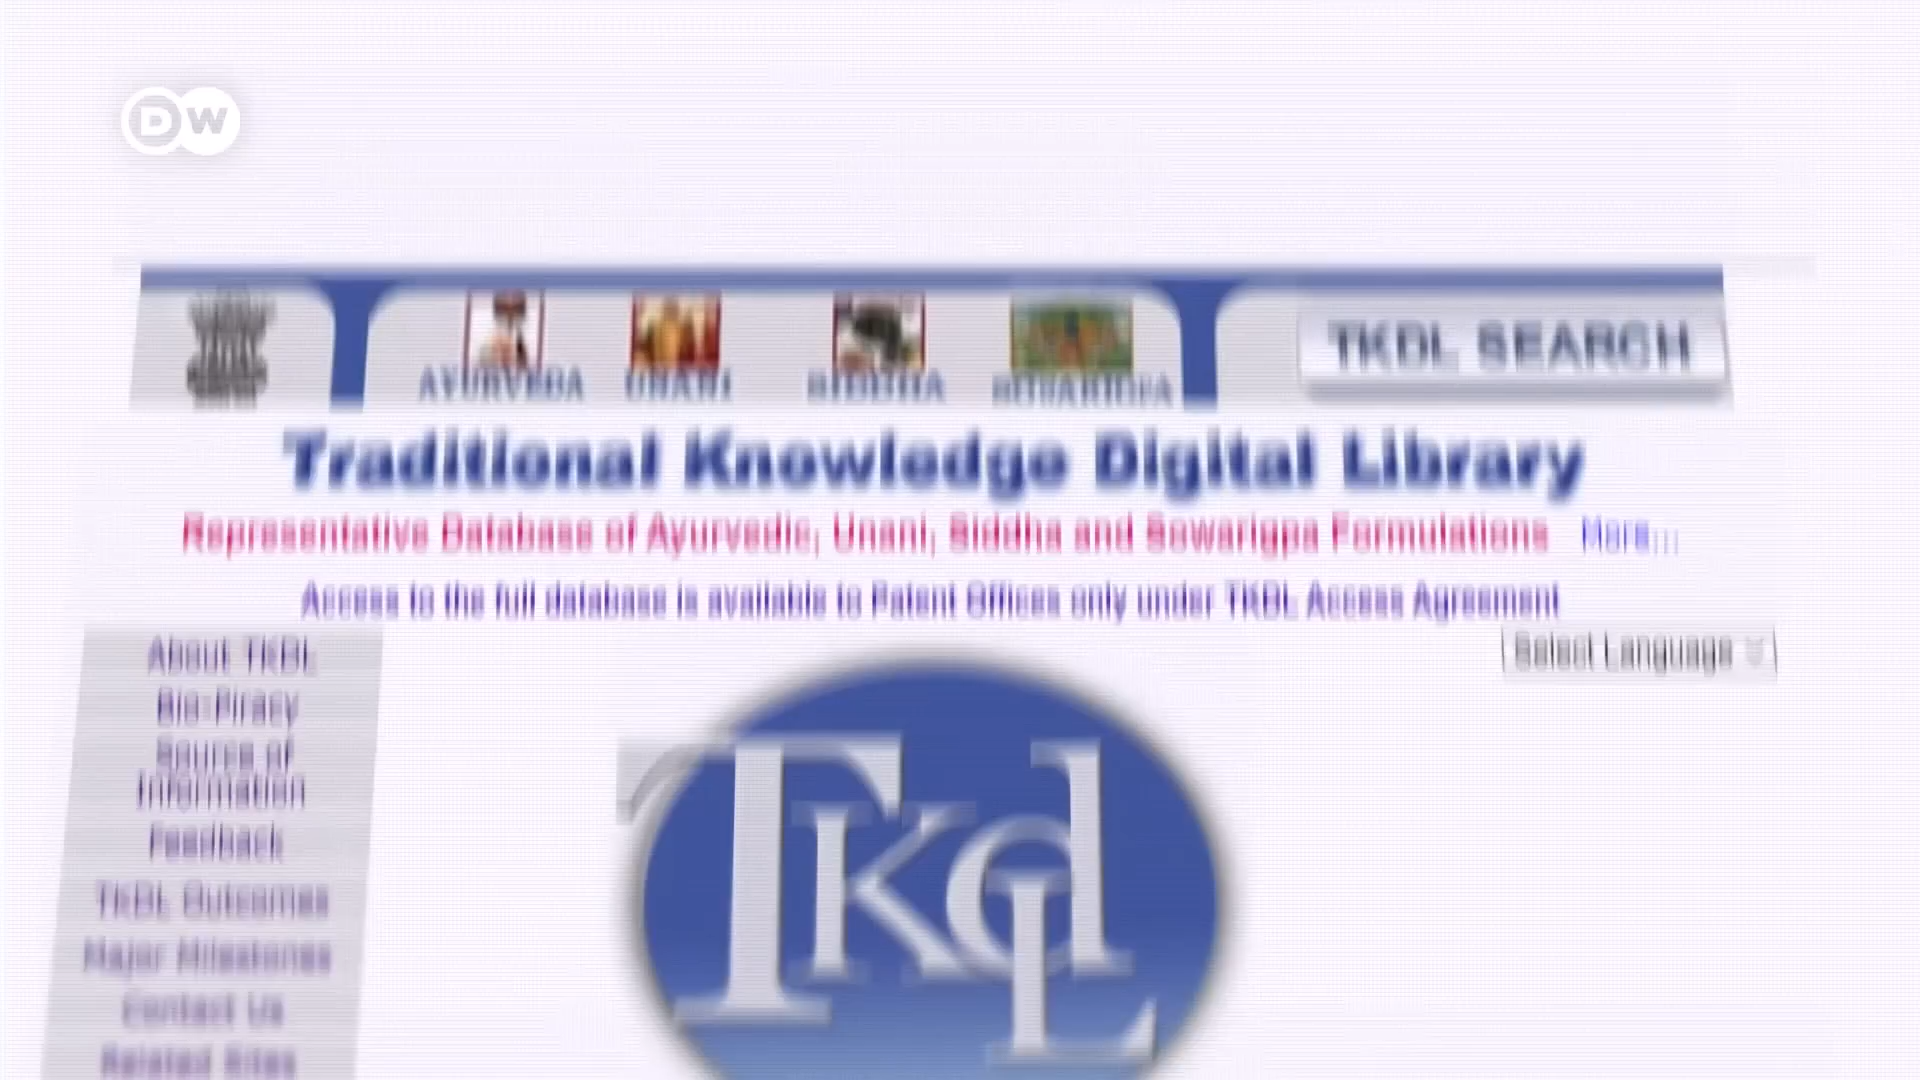 DW
AYURVEDA UNANI SIDDHA SOWARIGPA
TKDL SEARCH
Traditional Knowledge Digital Library
Representative Database of Ayurvedic, Unani, Siddha and Sowarigpa Formulations More...
Access to the full database is available to Patent Offices only under TKDL Access Agreement
Select Language
About TKDL
Bio-Piracy
Source of
Information
Feedback
TKDL Outcomes
Major Milestones
Contact Us
Related Sites
TKdL